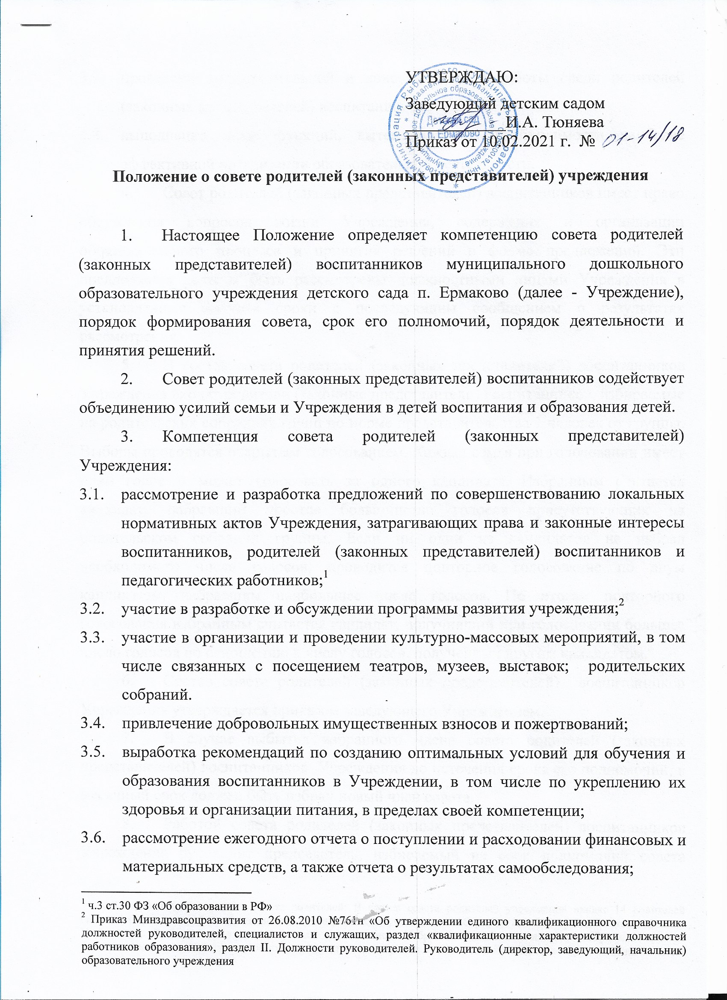 УТВЕРЖДАЮ:
Заведующий детским садом
И.А. Тюняева
Приказ от 10.02.2021 г. № 01-14/18
Детский сад
п. Ермаково
Положение о совете родителей (законных представителей) учреждения
1. Настоящее Положение определяет компетенцию совета родителей
(законных представителей) воспитанников муниципального дошкольного
образовательного учреждения детского сада п. Ермаково (далее - Учреждение),
порядок формирования совета, срок его полномочий, порядок деятельности и
принятия решений.
2. Совет родителей (законных представителей) воспитанников содействует
объединению усилий семьи и Учреждения в детей воспитания и образования детей.
3. Компетенция совета родителей (законных представителей)
Учреждения:
3.1. рассмотрение и разработка предложений по совершенствованию локальных
нормативных актов Учреждения, затрагивающих права и законные интересы
воспитанников, родителей (законных представителей) воспитанников и
педагогических работников;1
3.2. участие в разработке и обсуждении программы развития учреждения;2
3.3. участие в организации и проведении культурно-массовых мероприятий, в том
числе связанных с посещением театров, музеев, выставок; родительских
собраний.
3.4. привлечение добровольных имущественных взносов и пожертвований;
3.5. выработка рекомендаций по созданию оптимальных условий для обучения и
образования воспитанников в Учреждении, в том числе по укреплению их
здоровья и организации питания, в пределах своей компетенции;
3.6. рассмотрение ежегодного отчета о поступлении и расходовании финансовых и
материальных средств, а также отчета о результатах самообследования;
1 ч.3 ст.30 ФЗ «Об образовании в РФ»
2 Приказ Минздравсоцразвития от 26.08.2010 №761н «Об утверждении единого квалификационного справочника
должностей руководителей, специалистов и служащих, раздел «квалификационные характеристики должностей
работников образования», раздел II. Должности руководителей. Руководитель (директор, заведующий, начальник)
образовательного учреждения